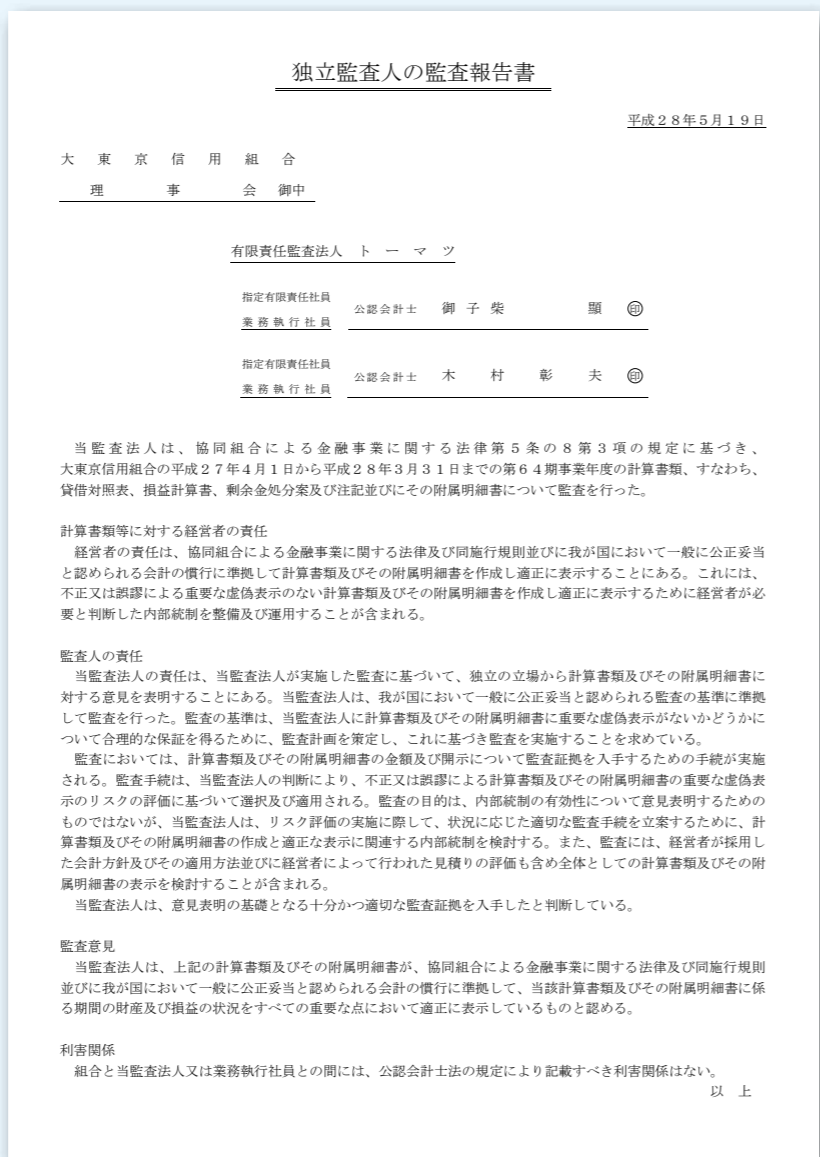 独立監査人の監査報告書
平成２８年５月１９日
大東京信用組合
理事会 御中
有限責任監査法人　トーマツ
指定有限責任社員
業務執行社員
公認会計士 御子柴　顯 ㊞
指定有限責任社員
業務執行社員
公認会計士 木村彰夫 ㊞
当監査法人は、協同組合による金融事業に関する法律第５条の８第３項の規定に基づき、
大東京信用組合の平成２７年４月１日から平成２８年３月３１日までの第６４期事業年度の計算書類、すなわち、
貸借対照表、損益計算書、剰余金処分案及び注記並びにその附属明細書について監査を行った。
計算書類等に対する経営者の責任
経営者の責任は、協同組合による金融事業に関する法律及び同施行規則並びに我が国において一般に公正妥当
と認められる会計の慣行に準拠して計算書類及びその附属明細書を作成し適正に表示することにある。これには、
不正又は誤謬による重要な虚偽表示のない計算書類及びその附属明細書を作成し適正に表示するために経営者が必
要と判断した内部統制を整備及び運用することが含まれる。
監査人の責任
当監査法人の責任は、当監査法人が実施した監査に基づいて、独立の立場から計算書類及びその附属明細書に
対する意見を表明することにある。当監査法人は、我が国において一般に公正妥当と認められる監査の基準に準拠
して監査を行った。監査の基準は、当監査法人に計算書類及びその附属明細書に重要な虚偽表示がないかどうかに
ついて合理的な保証を得るために、監査計画を策定し、これに基づき監査を実施することを求めている。
監査においては、計算書類及びその附属明細書の金額及び開示について監査証拠を入手するための手続が実施
される。監査手続は、当監査法人の判断により、不正又は誤謬による計算書類及びその附属明細書の重要な虚偽表
示のリスクの評価に基づいて選択及び適用される。監査の目的は、内部統制の有効性について意見表明するための
ものではないが、当監査法人は、リスク評価の実施に際して、状況に応じた適切な監査手続を立案するために、計
算書類及びその附属明細書の作成と適正な表示に関連する内部統制を検討する。また、監査には、経営者が採用し
た会計方針及びその適用方法並びに経営者によって行われた見積りの評価も含め全体としての計算書類及びその附
属明細書の表示を検討することが含まれる。
当監査法人は、意見表明の基礎となる十分かつ適切な監査証拠を入手したと判断している。
監査意見
当監査法人は、上記の計算書類及びその附属明細書が、協同組合による金融事業に関する法律及び同施行規則
並びに我が国において一般に公正妥当と認められる会計の慣行に準拠して、当該計算書類及びその附属明細書に係
る期間の財産及び損益の状況をすべての重要な点において適正に表示しているものと認める。
利害関係
組合と当監査法人又は業務執行社員との間には、公認会計士法の規定により記載すべき利害関係はない。
以　上